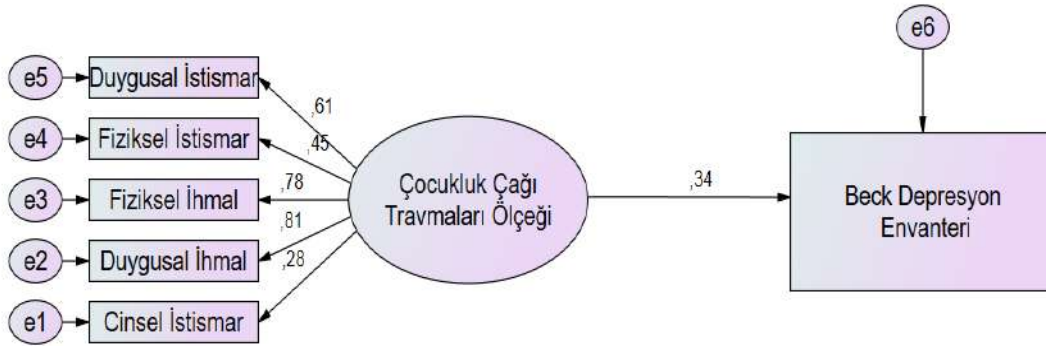 e6
e5
Duygusal İstismar
,61
e4
Fiziksel İstismar
,45
e3
Fiziksel İhmal
,78
Çocukluk Çağı
Travmaları Ölçeği
,34
Beck Depresyon
Envanteri
e2
Duygusal İhmal
,81
e1
Cinsel İstismar
,28